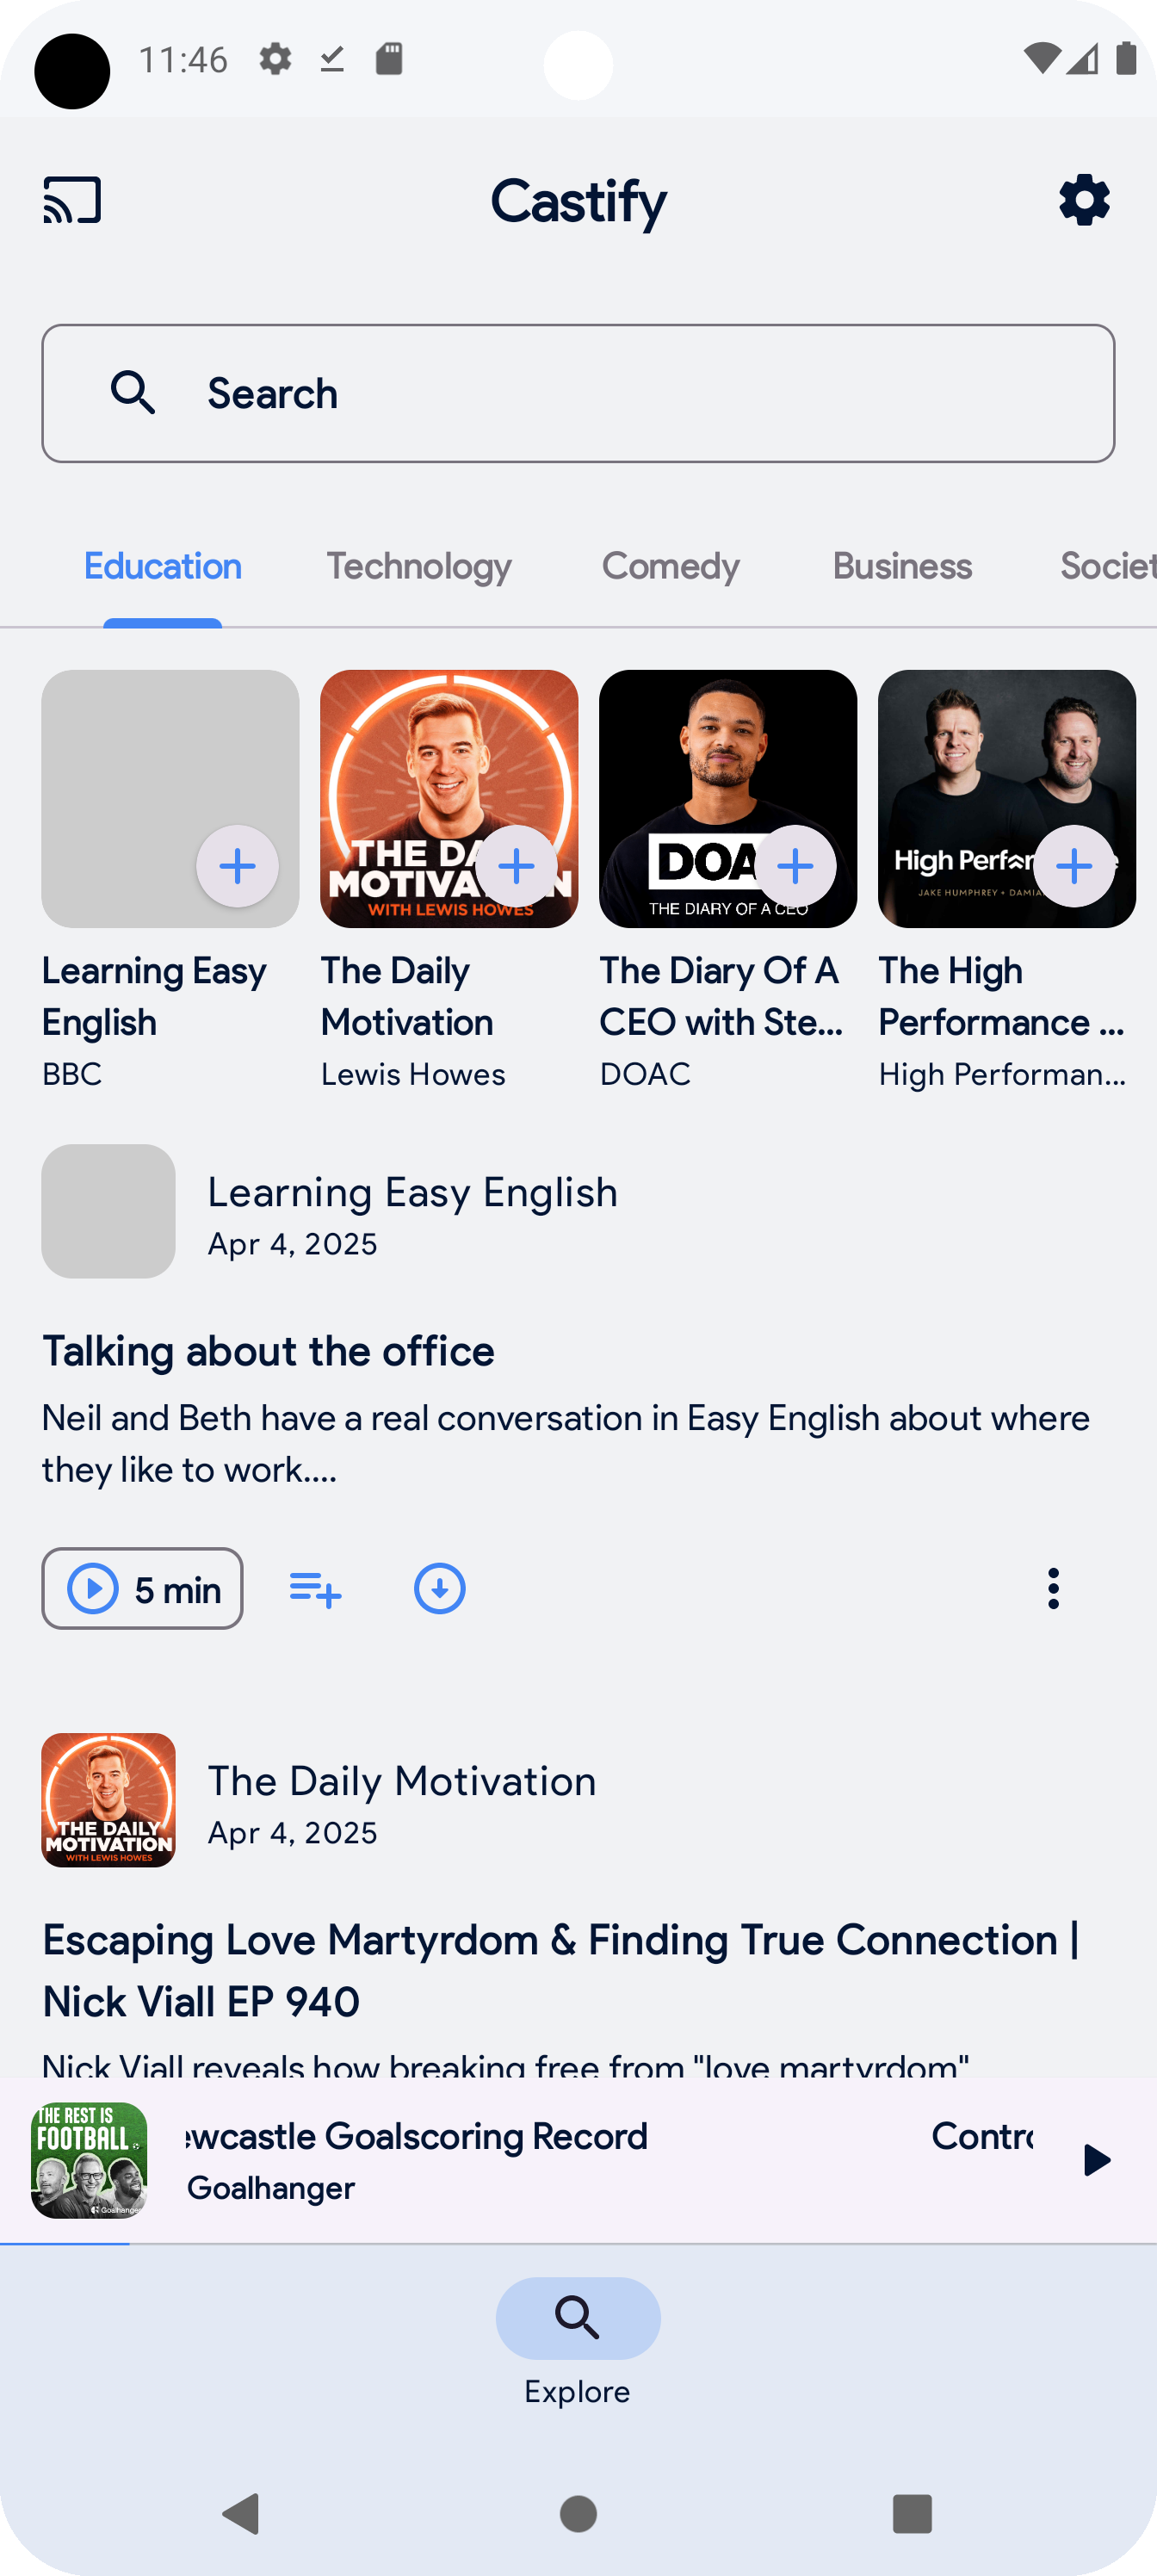 11:46
Castify
Search
Education
Technology
Comedy
Business
Societ
THE DA
MOTIVA N
WITH LEWIS HOWES
DOA
THE DIARY OF A CEO
High Perfor e
JAKE HUMPHREY • DAMIA
Learning Easy
English
BBC
The Daily
Motivation
Lewis Howes
The Diary Of A
CEO with Ste...
DOAC
The High
Performance ...
High Performan...
Learning Easy English
Apr 4, 2025
Talking about the office
Neil and Beth have a real conversation in Easy English about where
they like to work....
5 min
THE DAILY
MOTIVATION
WITH LEWIS HOWES
The Daily Motivation
Apr 4, 2025
Escaping Love Martyrdom & Finding True Connection |
Nick Viall EP 940
Nick Viall reveals how breaking free from "love martyrdom"
THE REST IS
FOOTBALL
Goalhanger
ewcastle Goalscoring Record
Contro
Goalhanger
Explore